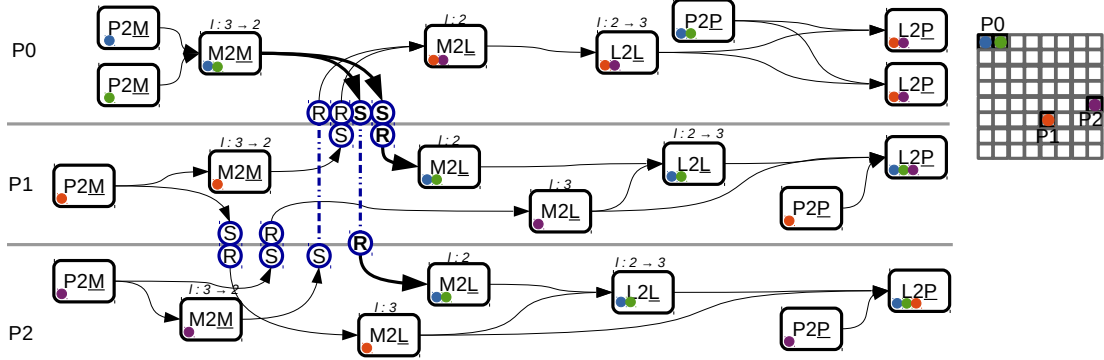 P0
P2M
P2M
l : 3 → 2
M2M
l : 2
M2L
l : 2 → 3
L2L
P2P
L2P
L2P
P0
P1
P2
R R S S
S R
P1
P2M
l : 3 → 2
M2M
l : 2
M2L
l : 3
M2L
l : 2 → 3
L2L
P2P
L2P
S R
R S S R
P2
P2M
l : 3 → 2
M2M
l : 3
M2L
l : 2
M2L
l : 2 → 3
L2L
P2P
L2P